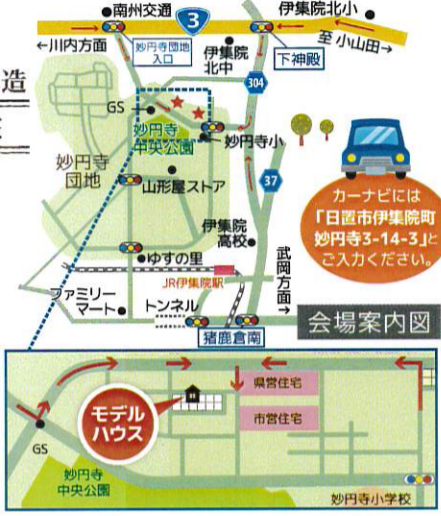 南州交通
3
伊集院北小
←川内方面
妙円寺団地
入口
伊集院
北中
下神殿
至 小山田→
造
304
GS
妙円寺
中央公園
妙円寺小
妙円寺
団地
山形屋ストア
37
カーナビには
「日置市伊集院町
妙円寺3-14-3」と
ご入力ください。
伊集院
高校
武岡方面→
ゆすの里
JR伊集院駅
ファミリー
マート
トンネル
猪鹿倉南
会場案内図
モデル
ハウス
県営住宅
市営住宅
GS
妙円寺
中央公園
妙円寺小学校